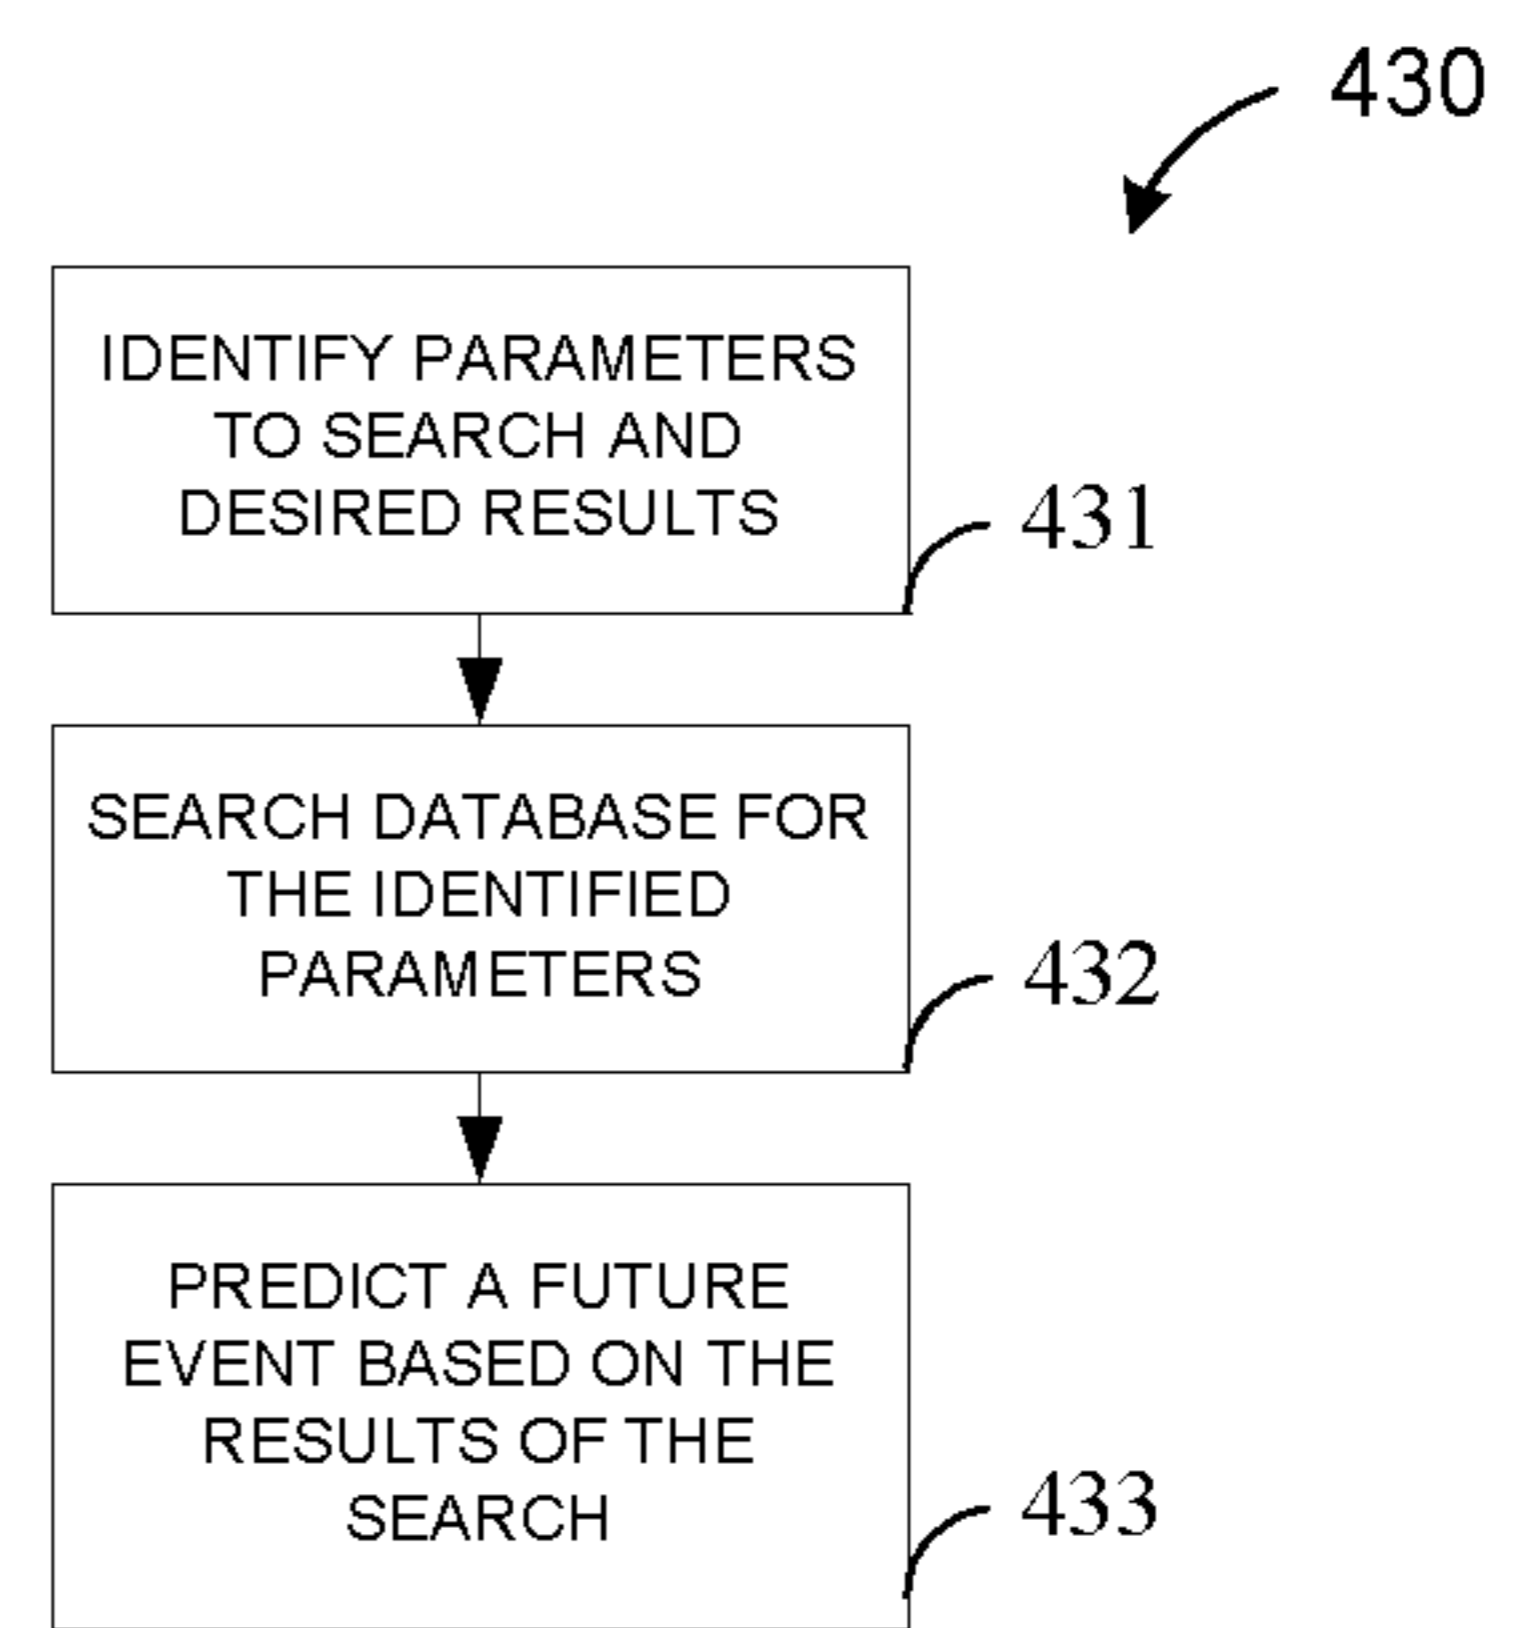 430
IDENTIFY PARAMETERS
TO SEARCH AND
DESIRED RESULTS
431
SEARCH DATABASE FOR
THE IDENTIFIED
PARAMETERS
432
PREDICT A FUTURE
EVENT BASED ON THE
RESULTS OF THE
SEARCH
433